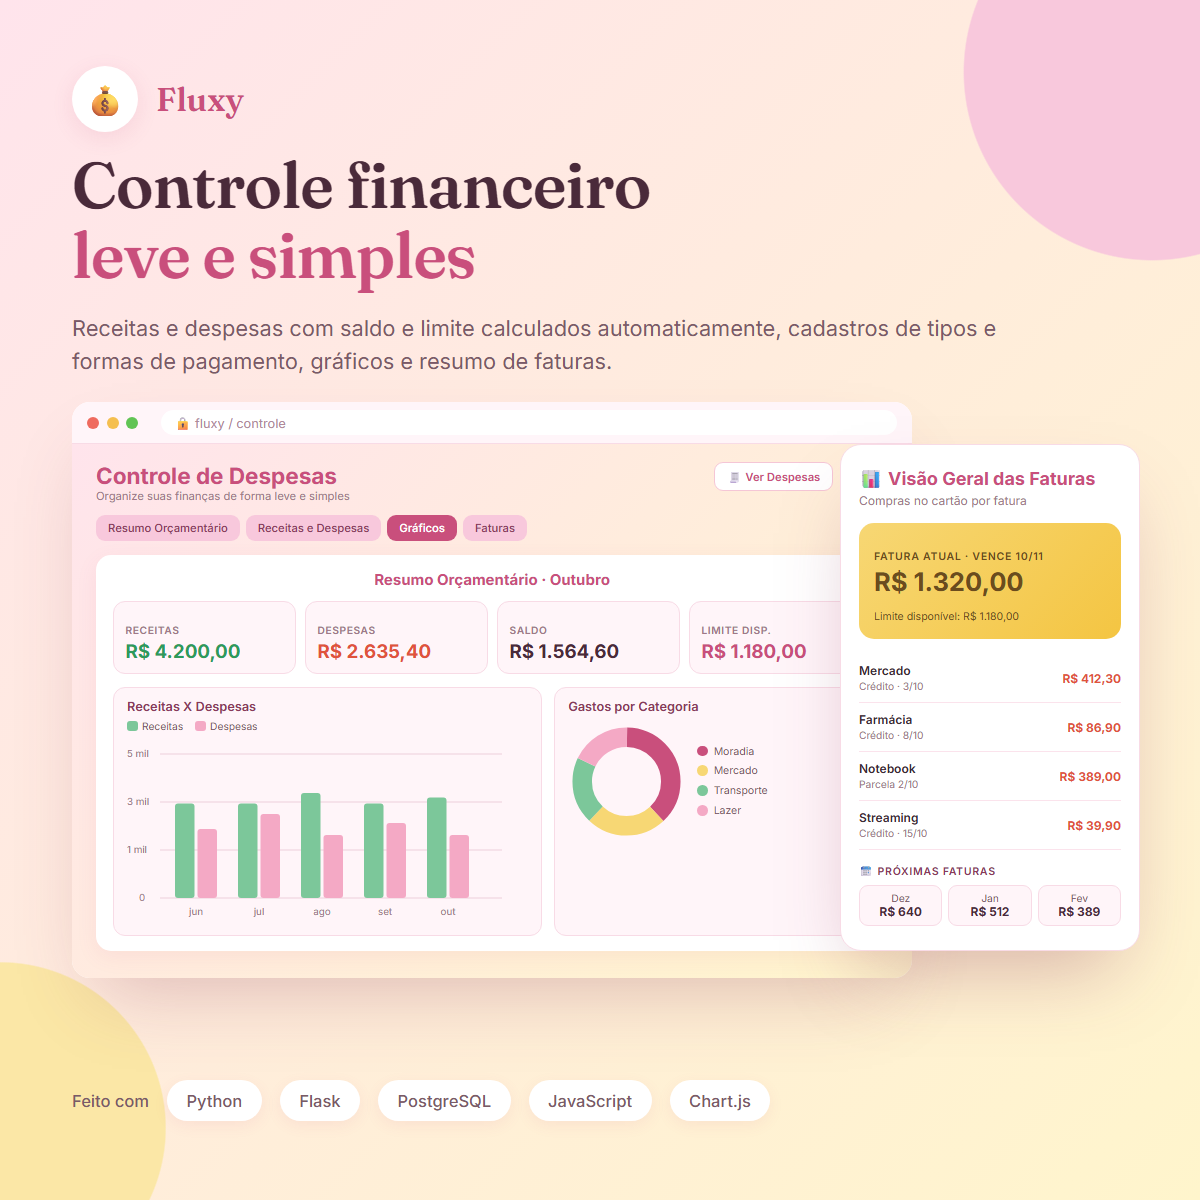 Fluxy
Controle financeiro
leve e simples
Receitas e despesas com saldo e limite calculados automaticamente, cadastros de tipos e
formas de pagamento, gráficos e resumo de faturas.
fluxy / controle
Controle de Despesas
Organize suas finanças de forma leve e simples
Ver Despesas
Resumo Orçamentário
Receitas e Despesas
Gráficos
Faturas
Resumo Orçamentário · Outubro
RECEITAS
R$ 4.200,00
DESPESAS
R$ 2.635,40
SALDO
R$ 1.564,60
LIMITE DISP.
R$ 1.180,00
Receitas X Despesas
Receitas
Despesas
5 mil
3 mil
1 mil
0
jun
jul
ago
set
out
Gastos por Categoria
Moradia
Mercado
Transporte
Lazer
Visão Geral das Faturas
Compras no cartão por fatura
FATURA ATUAL · VENCE 10/11
R$ 1.320,00
Limite disponível: R$ 1.180,00
Mercado
Crédito · 3/10
R$ 412,30
Farmácia
Crédito · 8/10
R$ 86,90
Notebook
Parcela 2/10
R$ 389,00
Streaming
Crédito · 15/10
R$ 39,90
PRÓXIMAS FATURAS
Dez
R$ 640
Jan
R$ 512
Fev
R$ 389
Feito com
Python
Flask
PostgreSQL
JavaScript
Chart.js